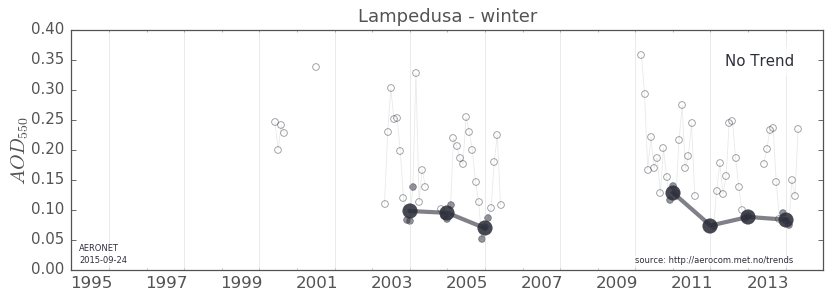 Lampedusa - winter
0.40
0.35
0.30
0.25
0.20
0.15
0.10
0.05
0.00
AOD550
No Trend
AERONET
2015-09-24
source: http://aerocom.met.no/trends
1995 1997 1999 2001 2003 2005 2007 2009 2011 2013